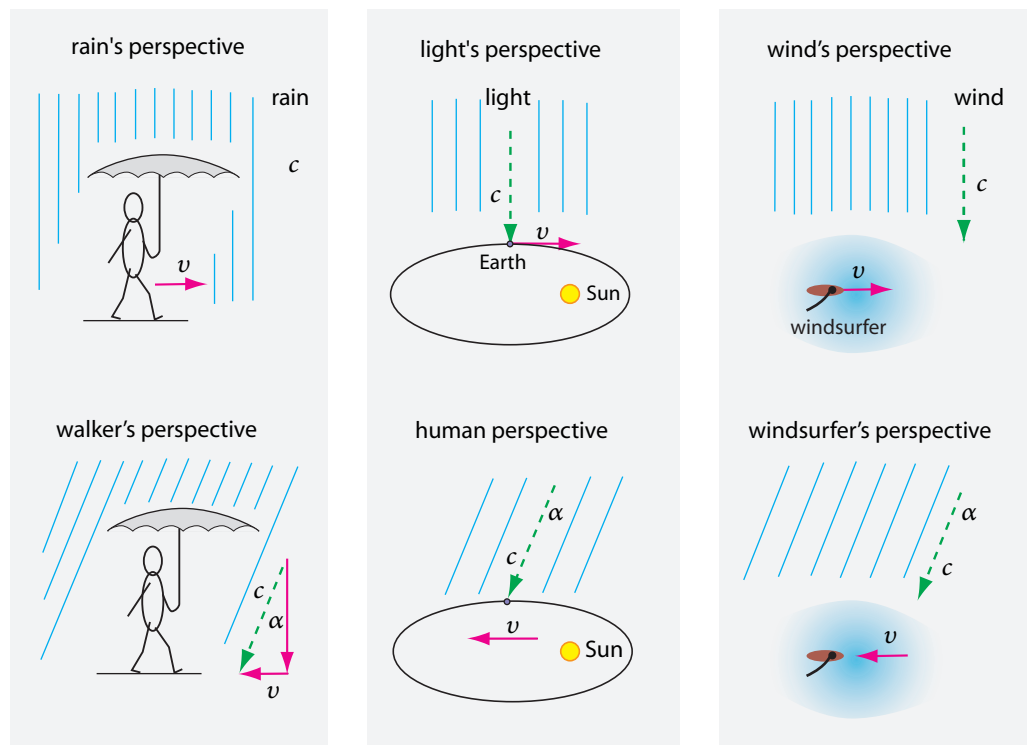 rain's perspective
rain
c
v
light's perspective
light
c
v
Earth
Sun
wind's perspective
wind
c
v
windsurfer
walker's perspective
c
α
v
human perspective
α
c
v
Sun
windsurfer's perspective
α
c
v